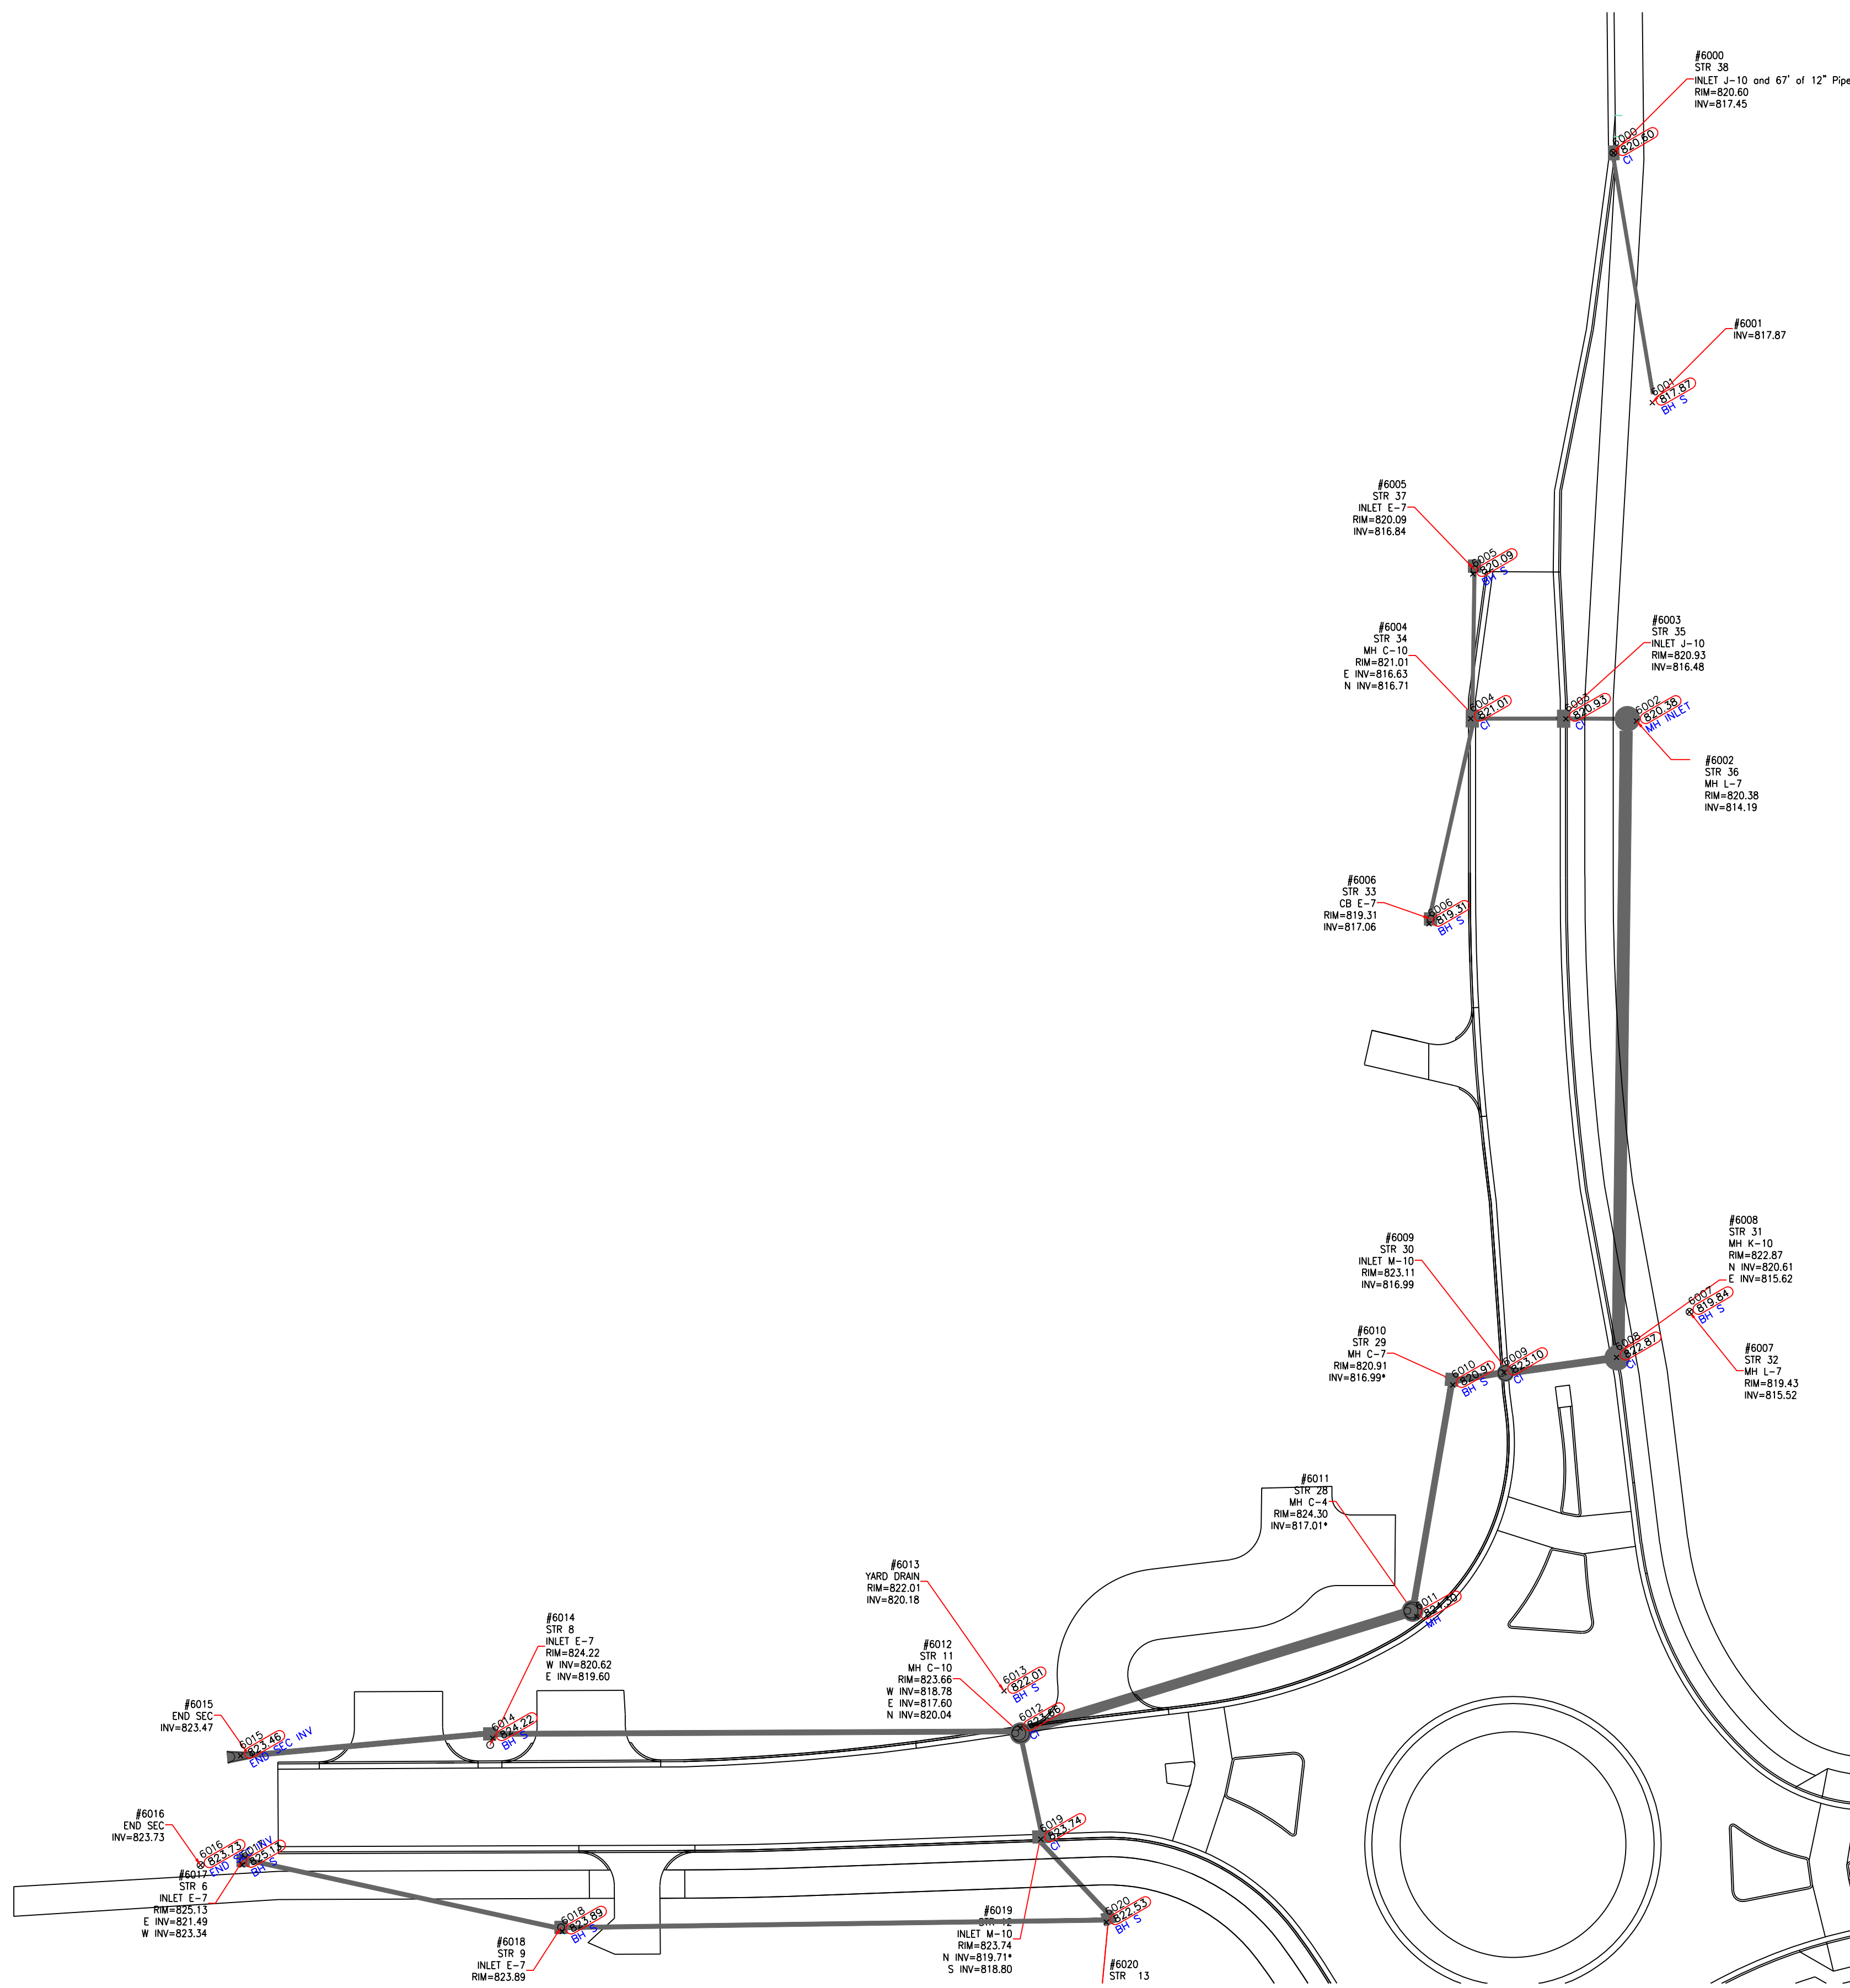 #6000
STR 38
INLET J-10 and 67' of 12" Pipe
RIM=820.60
INV=817.45
6000
820.60
CI
#6001
INV=817.87
6001
817.87
BH S
#6005
STR 37
INLET E-7
RIM=820.09
INV=816.84
6005
820.09
BH S
#6004
STR 34
MH C-10
RIM=821.01
E INV=816.63
N INV=816.71
6004
821.01
CI
#6003
STR 35
INLET J-10
RIM=820.93
INV=816.48
6003
820.93
CI
6002
820.38
MH INLET
#6002
STR 36
MH L-7
RIM=820.38
INV=814.19
#6006
STR 33
CB E-7
RIM=819.31
INV=817.06
6006
819.31
BH S
#6008
STR 31
MH K-10
RIM=822.87
N INV=820.61
E INV=815.62
6008
822.87
CI
6007
819.84
BH S
#6007
STR 32
MH L-7
RIM=819.43
INV=815.52
#6009
STR 30
INLET M-10
RIM=823.11
INV=816.99
6009
823.10
CI
#6010
STR 29
MH C-7
RIM=820.91
INV=816.99*
6010
820.91
BH S
#6011
STR 28
MH C-4
RIM=824.30
INV=817.01*
6011
824.30
MH
#6013
YARD DRAIN
RIM=822.01
INV=820.18
6013
822.01
BH S
#6012
STR 11
MH C-10
RIM=823.66
W INV=818.78
E INV=817.60
N INV=820.04
6012
823.66
CI
#6014
STR 8
INLET E-7
RIM=824.22
W INV=820.62
E INV=819.60
6014
824.22
BH S
#6015
END SEC
INV=823.47
6015
823.46
END SEC INV
#6016
END SEC
INV=823.73
6016
823.73
END SEC INV
6017
825.13
BH S
#6017
STR 6
INLET E-7
RIM=825.13
E INV=821.49
W INV=823.34
6018
823.89
BH S
#6018
STR 9
INLET E-7
RIM=823.89
6019
823.74
CI
#6019
STR 12
INLET M-10
RIM=823.74
N INV=819.71*
S INV=818.80
6020
822.53
BH S
#6020
STR 13